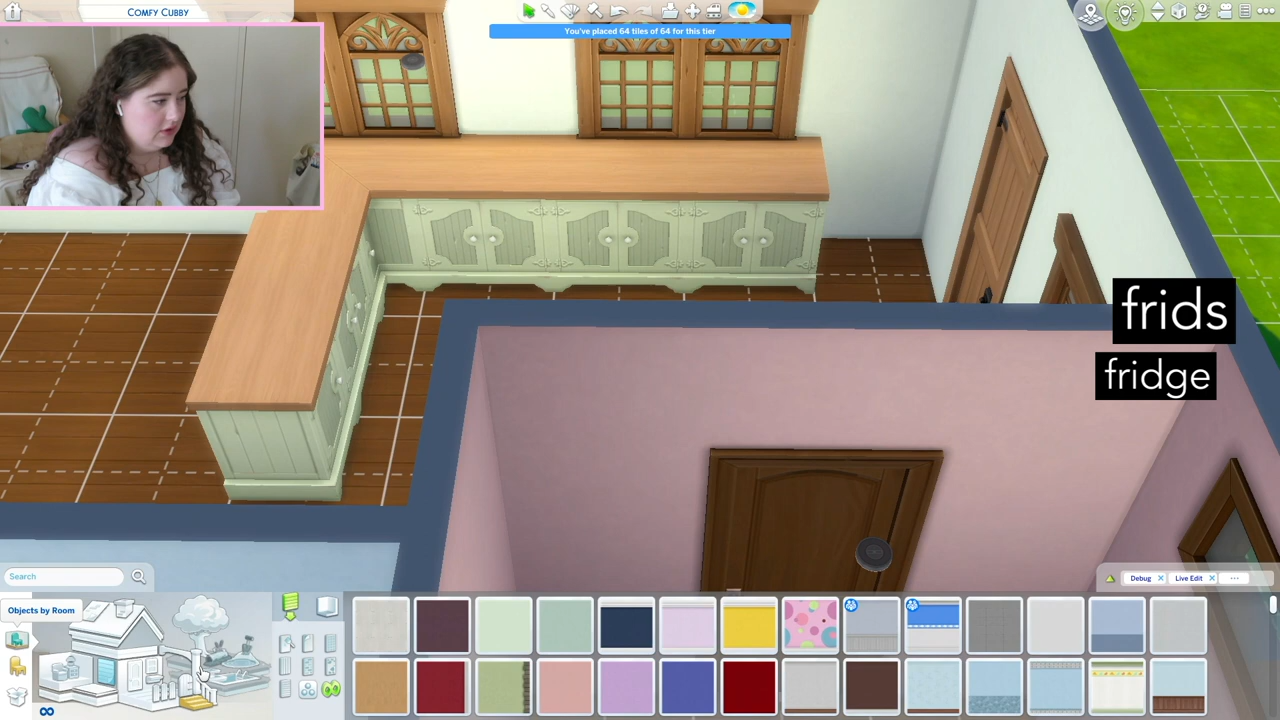 COMFY CUBBY
You've placed 64 tiles of 64 for this tier
frids
fridge
Search
Objects by Room
Debug
Live Edit